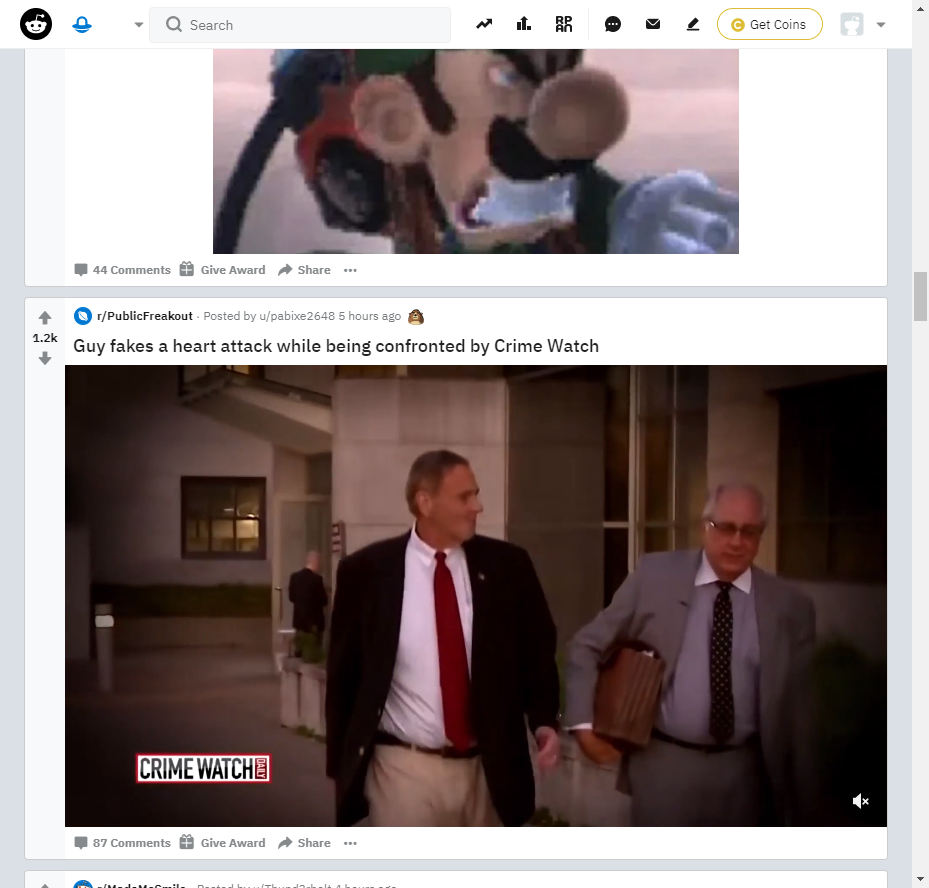 Search
Get Coins
44 Comments Give Award Share
r/PublicFreakout · Posted by u/pabixe2648 5 hours ago
1.2k
Guy fakes a heart attack while being confronted by Crime Watch
CRIME WATCH DAILY
87 Comments Give Award Share
r/MadeMeSmile · Posted by u/Thund3rbolt 4 hours ago